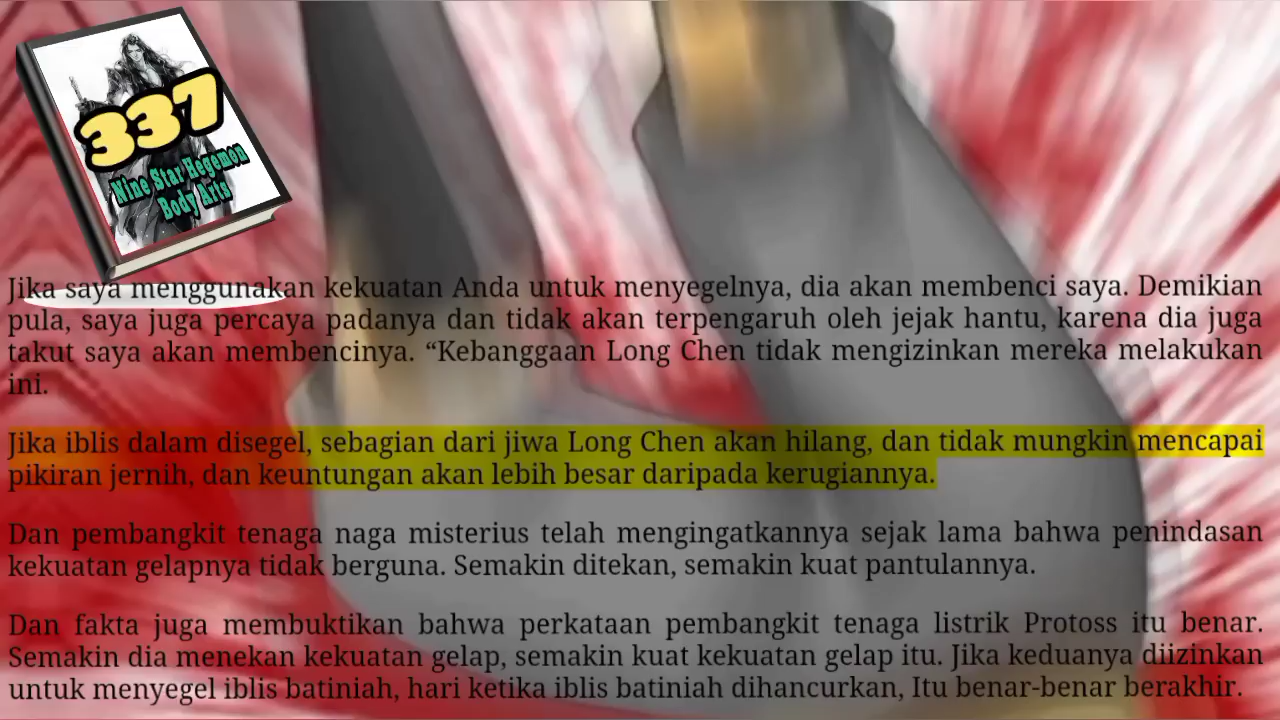 337
Nine Star Hegemon
Body Arts
Jika saya menggunakan kekuatan Anda untuk menyegelnya, dia akan membenci saya. Demikian
pula, saya juga percaya padanya dan tidak akan terpengaruh oleh jejak hantu, karena dia juga
takut saya akan membencinya. “Kebanggaan Long Chen tidak mengizinkan mereka melakukan
ini.
Jika iblis dalam disegel, sebagian dari jiwa Long Chen akan hilang, dan tidak mungkin mencapai
pikiran jernih, dan keuntungan akan lebih besar daripada kerugiannya.
Dan pembangkit tenaga naga misterius telah mengingatkannya sejak lama bahwa penindasan
kekuatan gelapnya tidak berguna. Semakin ditekan, semakin kuat pantulannya.
Dan fakta juga membuktikan bahwa perkataan pembangkit tenaga listrik Protoss itu benar.
Semakin dia menekan kekuatan gelap, semakin kuat kekuatan gelap itu. Jika keduanya diizinkan
untuk menyegel iblis batiniah, hari ketika iblis batiniah dihancurkan, Itu benar-benar berakhir.